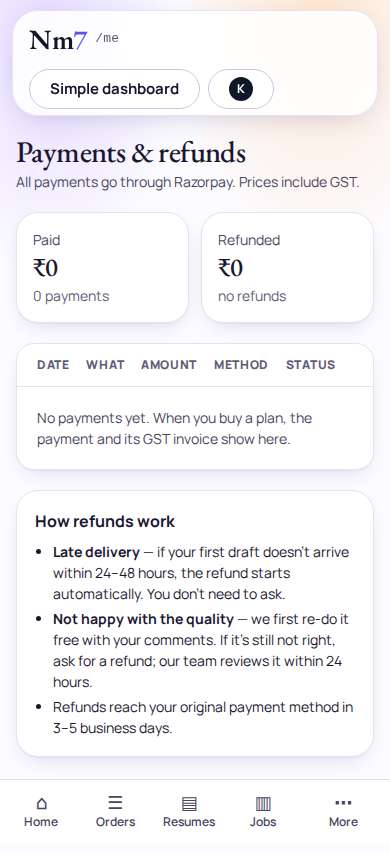 Nm7 /me
Simple dashboard
K
Payments & refunds
All payments go through Razorpay. Prices include GST.
Paid
₹0
0 payments
Refunded
₹0
no refunds
DATE WHAT AMOUNT METHOD STATUS
No payments yet. When you buy a plan, the
payment and its GST invoice show here.
How refunds work
• Late delivery — if your first draft doesn't arrive
within 24–48 hours, the refund starts
automatically. You don't need to ask.
• Not happy with the quality — we first re-do it
free with your comments. If it's still not right,
ask for a refund; our team reviews it within 24
hours.
• Refunds reach your original payment method in
3–5 business days.
Home Orders Resumes Jobs More